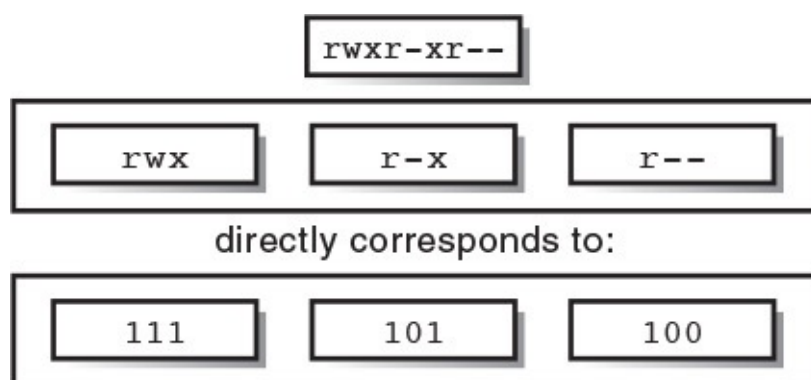 rwxr-xr--
rwx r-x r--
directly corresponds to:
111 101 100